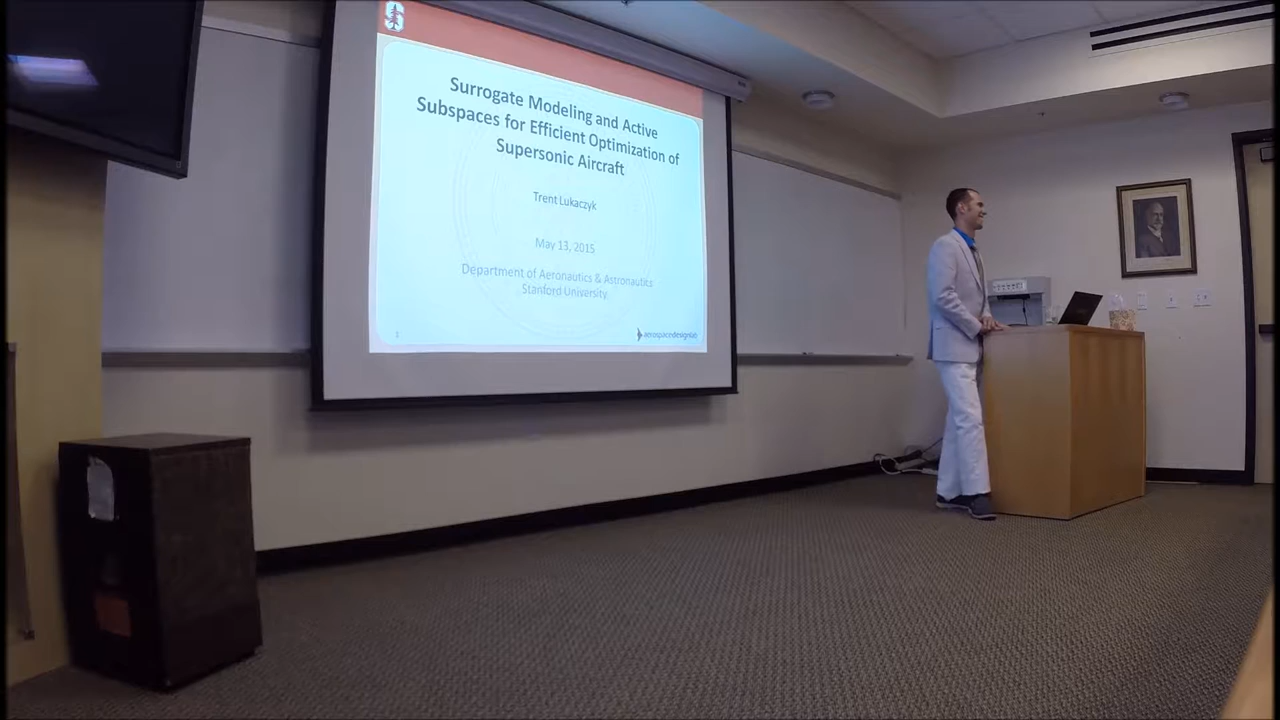 Surrogate Modeling and Active
Subspaces for Efficient Optimization of
Supersonic Aircraft
Trent Lukaczyk
May 13, 2015
Department of Aeronautics & Astronautics
Stanford University
1
aerospacedesignlab